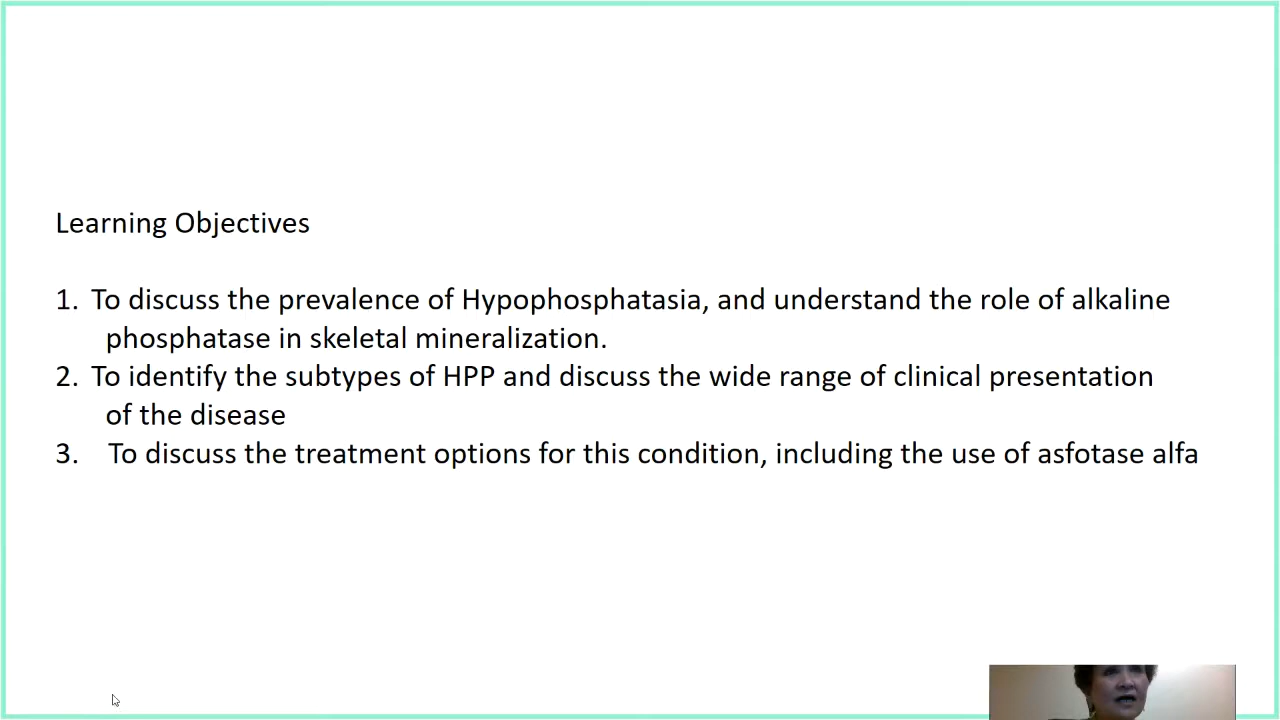 Learning Objectives
1. To discuss the prevalence of Hypophosphatasia, and understand the role of alkaline
phosphatase in skeletal mineralization.
2. To identify the subtypes of HPP and discuss the wide range of clinical presentation
of the disease
3. To discuss the treatment options for this condition, including the use of asfotase alfa